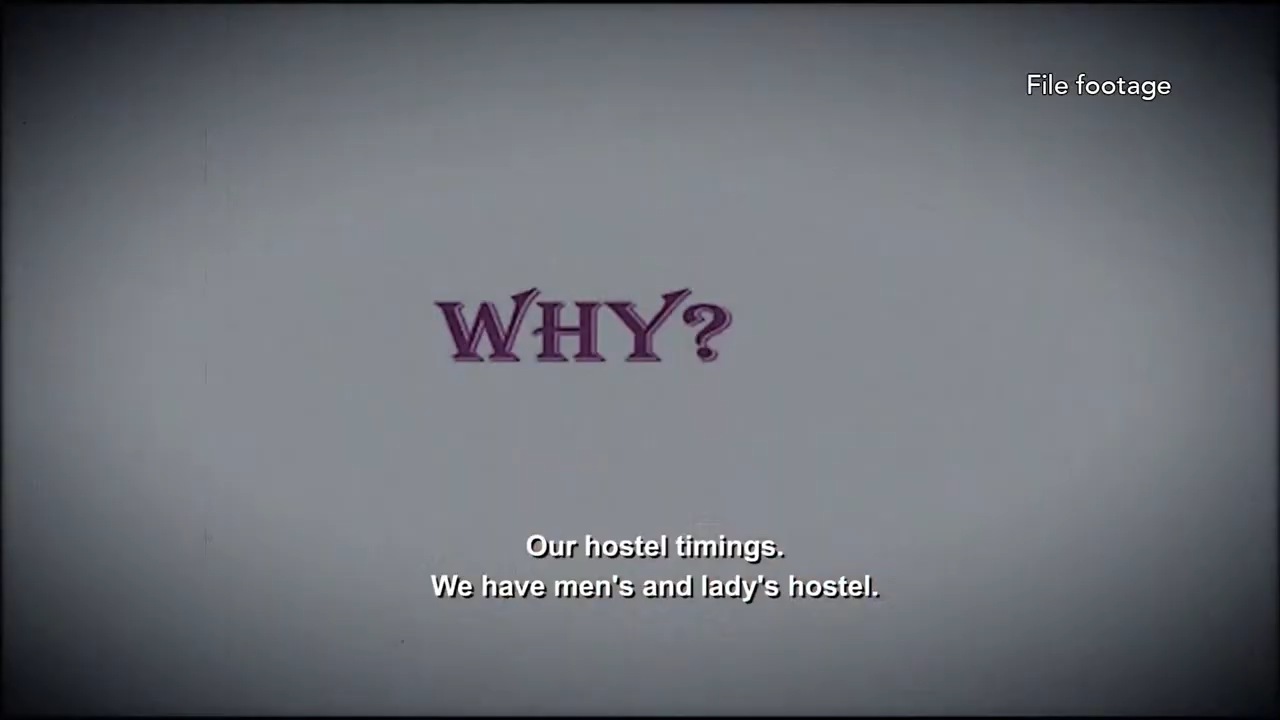 File footage
WHY?
Our hostel timings.
We have men's and lady's hostel.